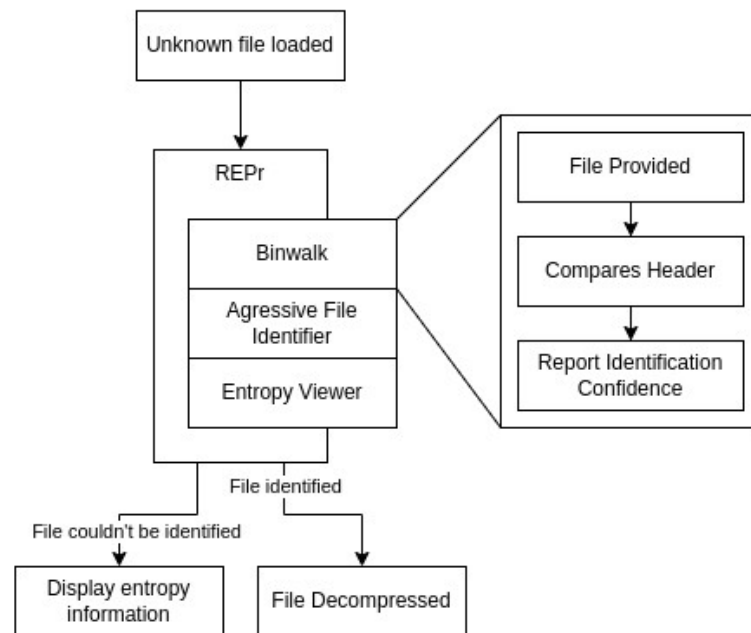 Unknown file loaded
REPr
Binwalk
Agressive File
Identifier
Entropy Viewer
File Provided
Compares Header
Report Identification
Confidence
File identified
File couldn't be identified
Display entropy
information
File Decompressed